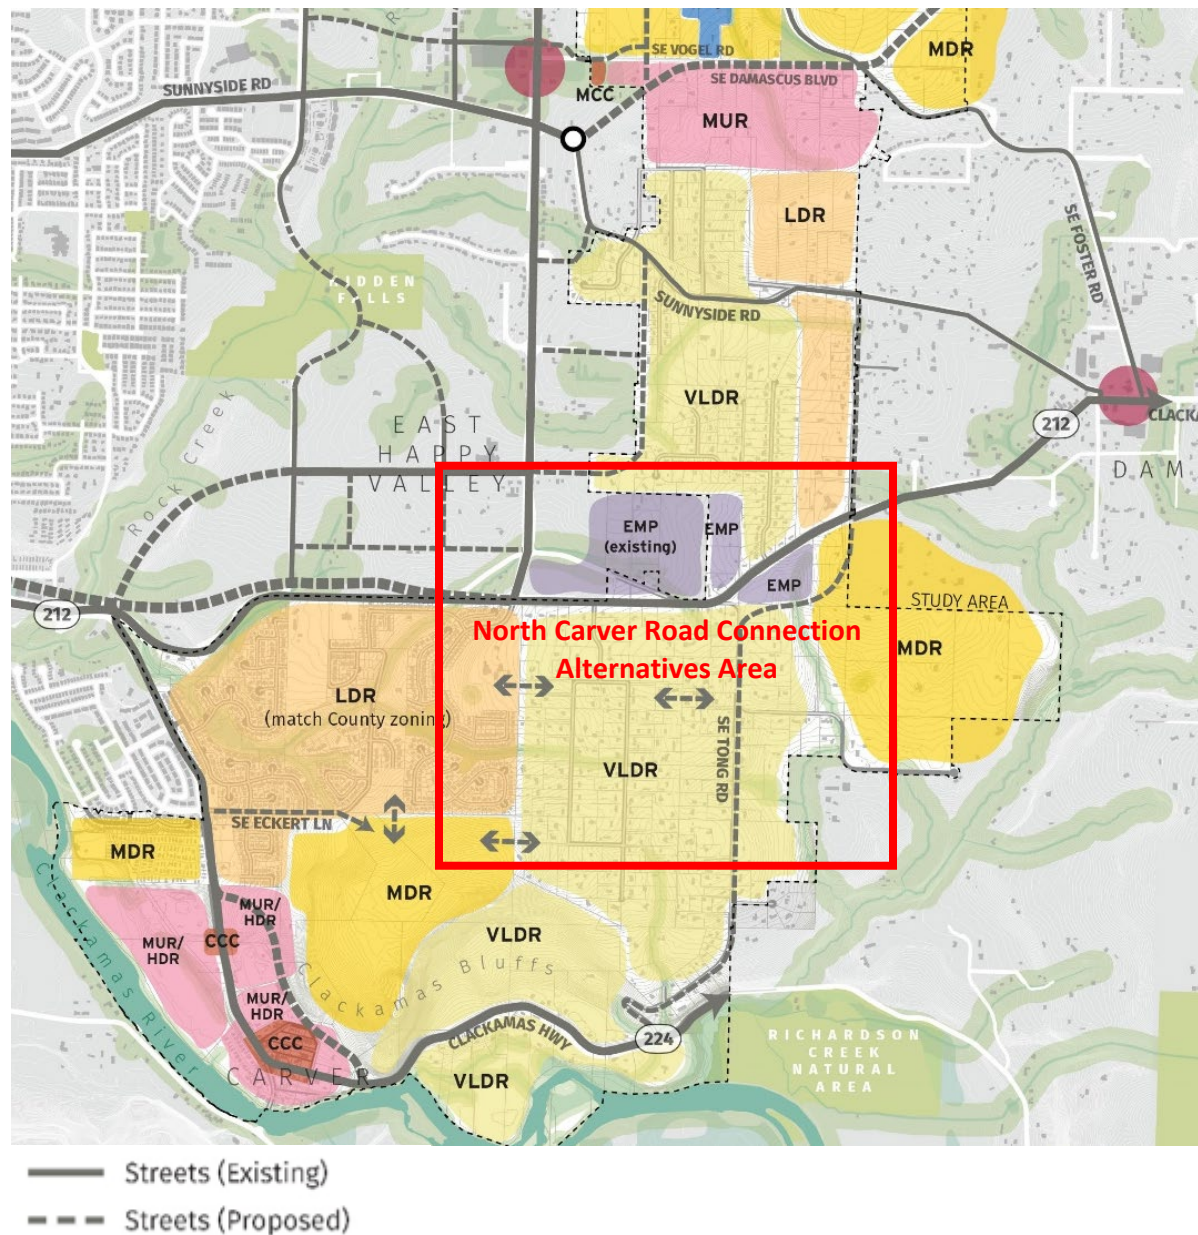 SE VOGEL RD
MDR
SUNNYSIDE RD
SE DAMASCUS BLVD
MCC
MUR
LDR
SE FOSTER RD
HIDDEN
FALLS
SUNNYSIDE RD
VLDR
212
CLACKA
EAST
HAPPY
VALLEY
DAM
Rock Creek
EMP
(existing)
EMP
EMP
212
STUDY AREA
North Carver Road Connection
Alternatives Area
MDR
LDR
(match County zoning)
SE TONG RD
VLDR
SE ECKERT LN
MDR
MDR
MUR/
HDR
CCC
MUR/
HDR
VLDR
Clackamas Bluffs
Clackamas River
MUR/
HDR
CCC
CLACKAMAS HWY
224
RICHARDSON
CREEK
NATURAL
AREA
CARVER
VLDR
Streets (Existing)
Streets (Proposed)